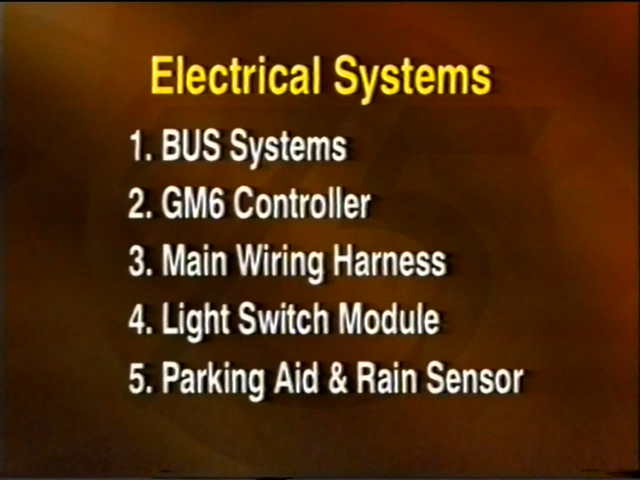 Electrical Systems
1. BUS Systems
2. GM6 Controller
3. Main Wiring Harness
4. Light Switch Module
5. Parking Aid & Rain Sensor